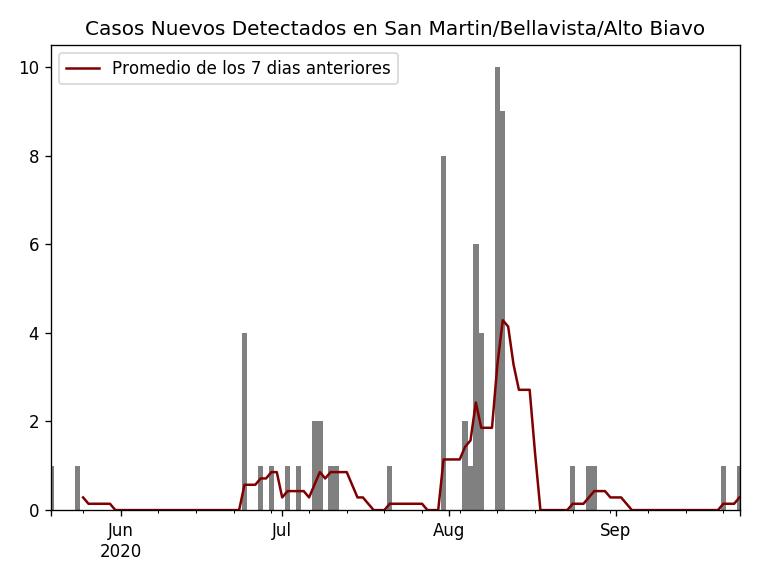 Casos Nuevos Detectados en San Martin/Bellavista/Alto Biavo
Promedio de los 7 dias anteriores
10
8
6
4
2
0
Jun
2020
Jul
Aug
Sep